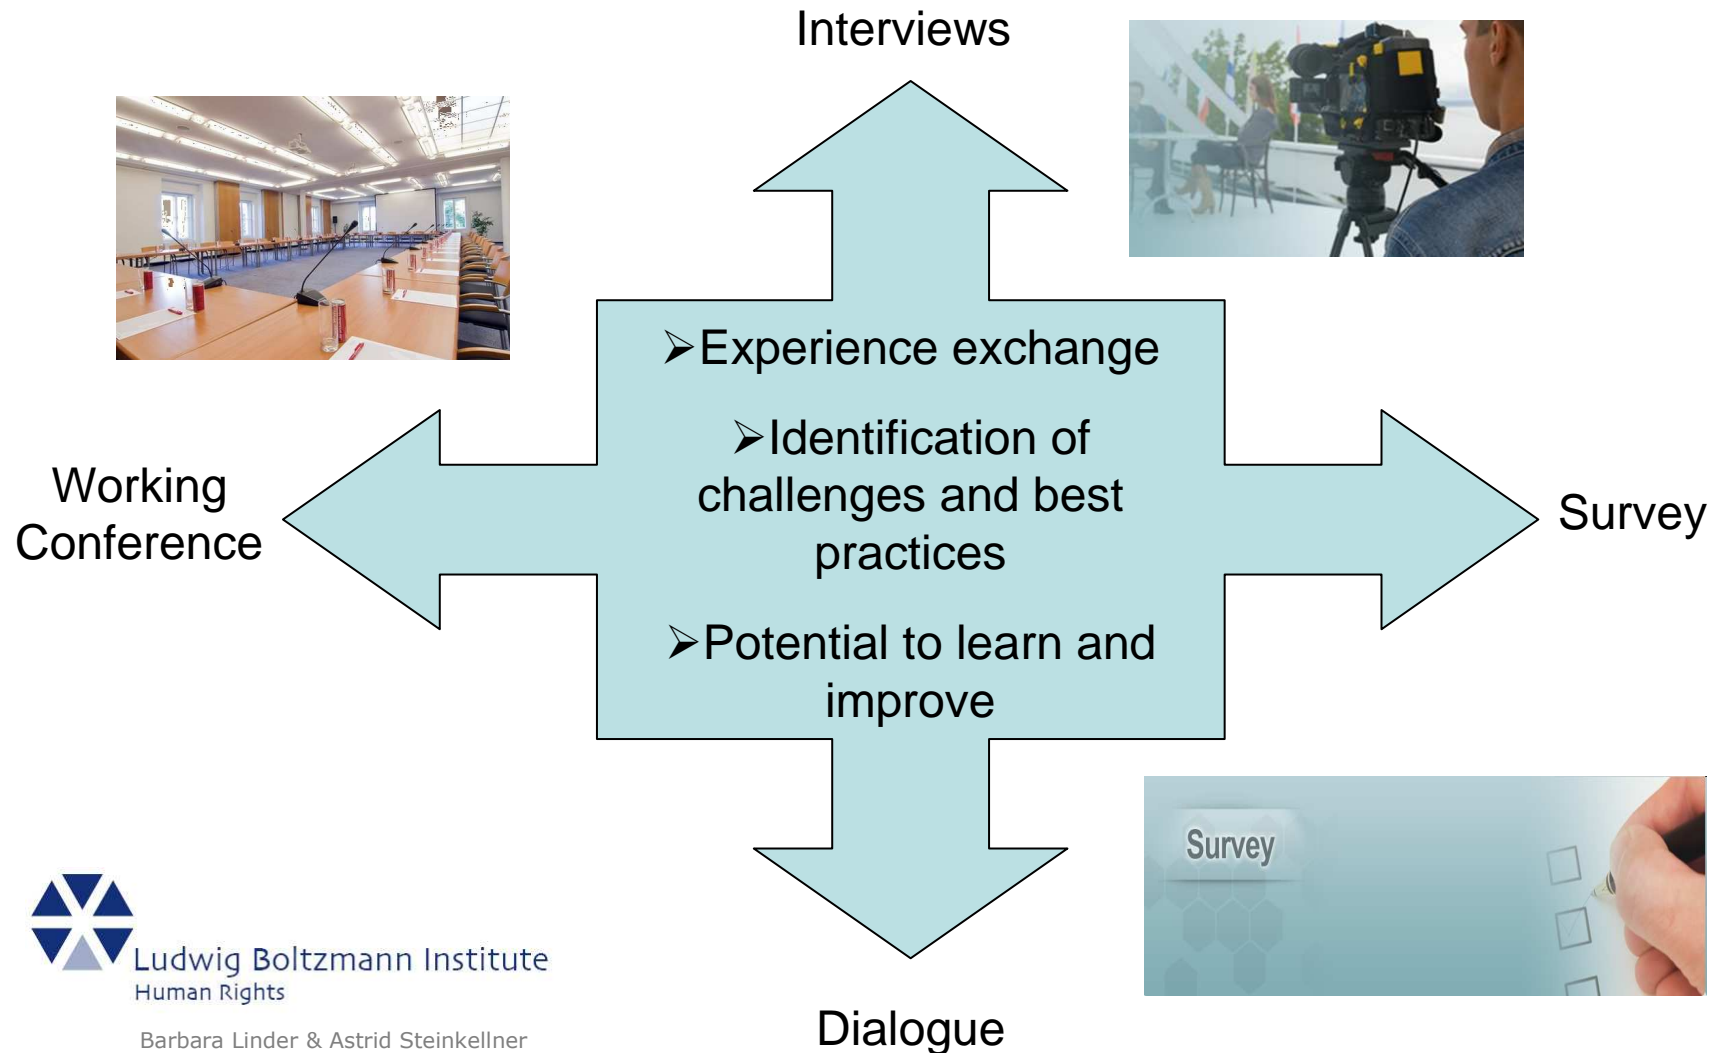 Interviews
➢Experience exchange
➢Identification of
challenges and best
practices
➢Potential to learn and
improve
Working
Conference
Survey
Survey
Ludwig Boltzmann Institute
Human Rights
Barbara Linder & Astrid Steinkellner
Dialogue